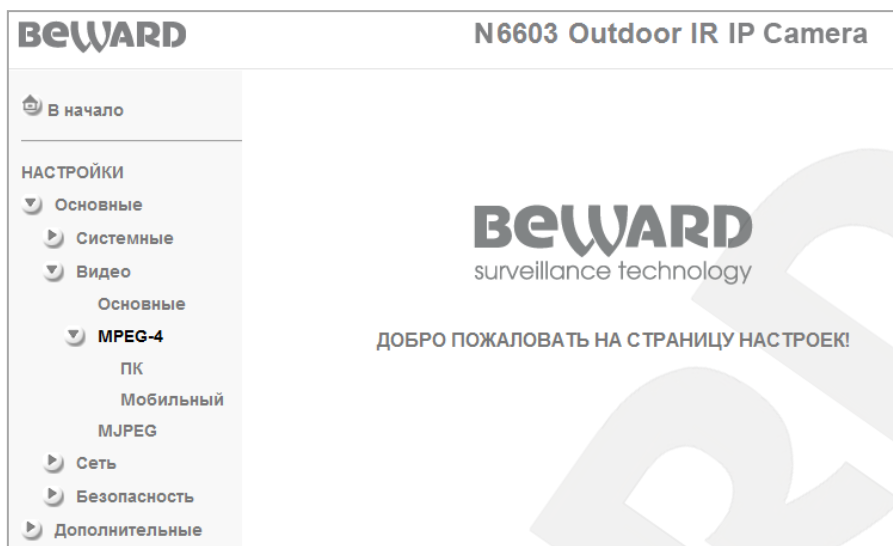 BEWARD
N6603 Outdoor IR IP Camera
В начало
НАСТРОЙКИ
Основные
Системные
Видео
Основные
MPEG-4
ПК
Мобильный
MJPEG
Сеть
Безопасность
Дополнительные
BEWARD
surveillance technology
ДОБРО ПОЖАЛОВАТЬ НА СТРАНИЦУ НАСТРОЕК!